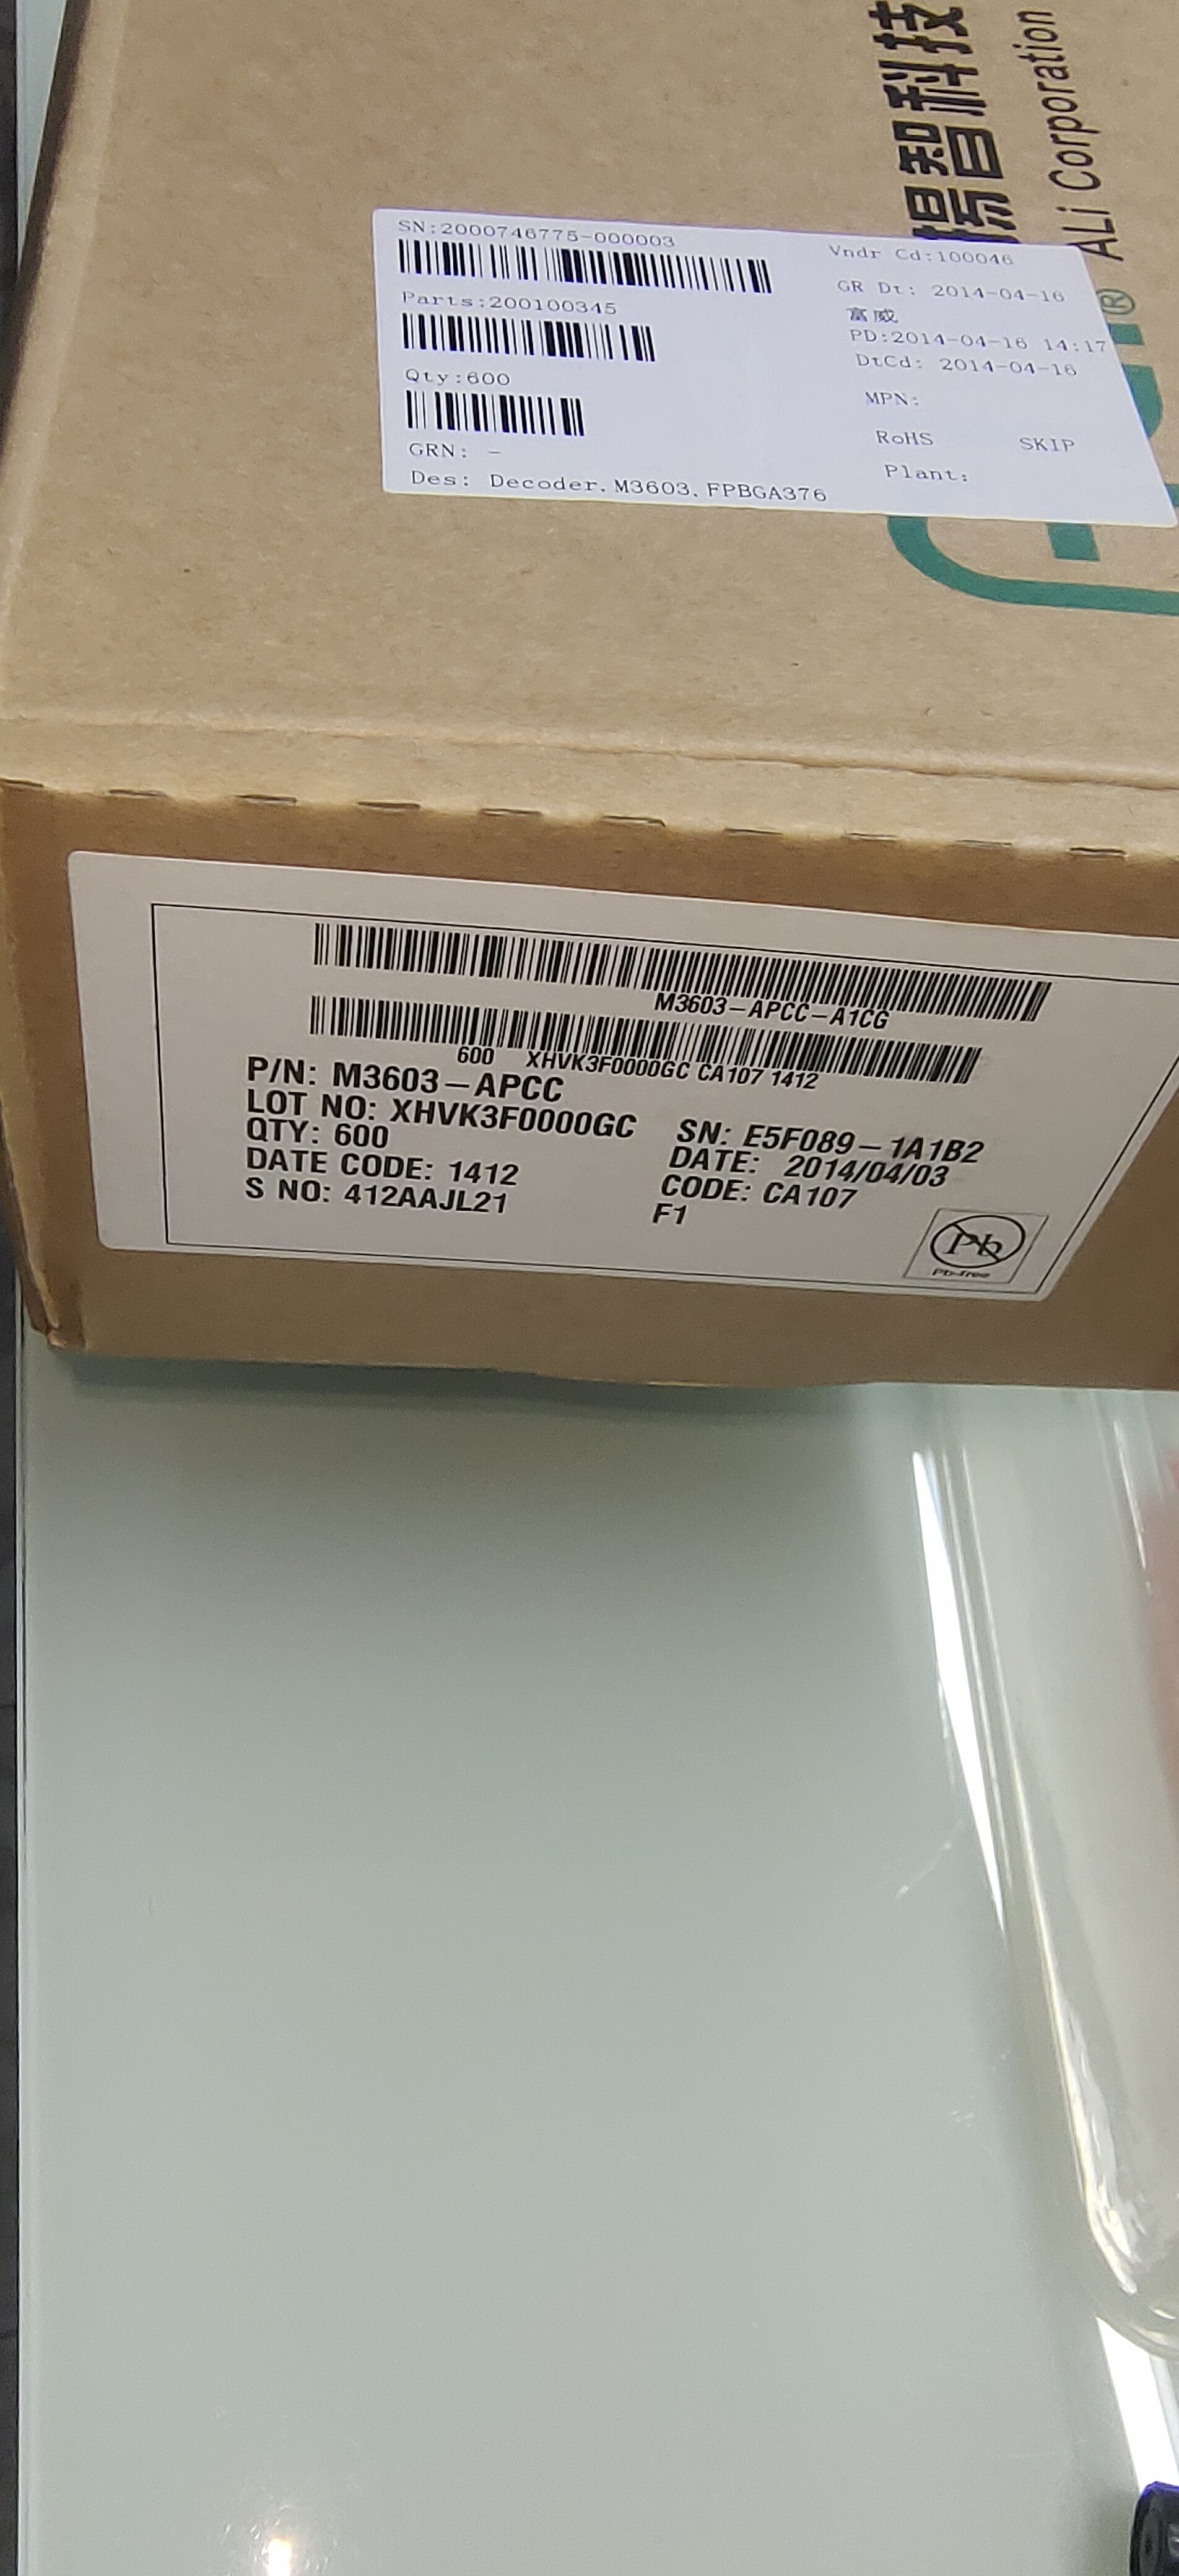 揚智科技
ALi Corporation
®
SN:2000746775-000003
Parts:200100345
Qty:600
GRN: -
Des: Decoder, M3603, FPBGA376
Vndr Cd:100046
GR Dt: 2014-04-16
富威
PD:2014-04-16 14:17
DtCd: 2014-04-16
MPN:
RoHS SKIP
Plant:
M3603-APCC-A1CG
600 XHVK3F0000GC CA107 1412
P/N: M3603-APCC
LOT NO: XHVK3F0000GC SN: E5F089-1A1B2
QTY: 600 DATE: 2014/04/03
DATE CODE: 1412 CODE: CA107
S NO: 412AAJL21 F1
Pb
Pb-free